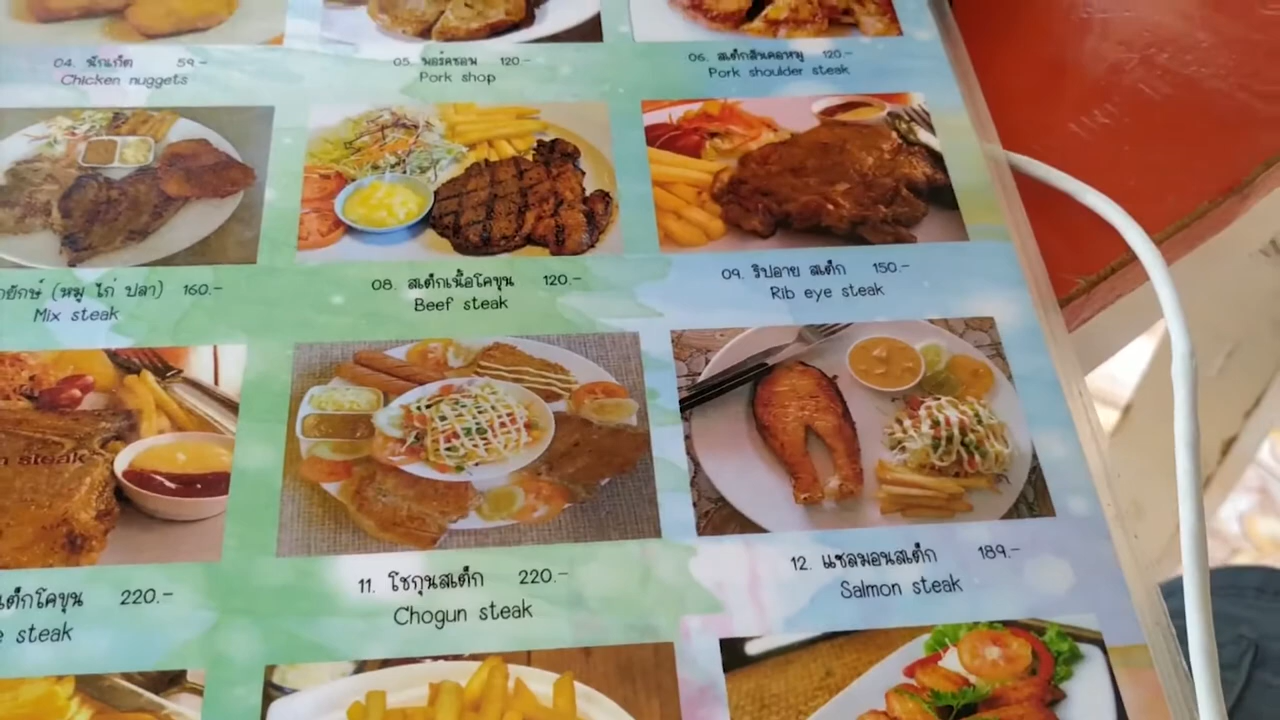 04. นักเก็ต 59.-
Chicken nuggets
05. พอร์คชอพ 120.-
Pork shop
06. สเต็กสันคอหมู 120.-
Pork shoulder steak
ยักษ์ (หมู ไก่ ปลา) 160.-
Mix steak
08. สเต็กเนื้อโคขุน 120.-
Beef steak
09. ริปอาย สเต็ก 150.-
Rib eye steak
steak
เต็กโคขุน 220.-
steak
11. โชกุนสเต็ก 220.-
Chogun steak
12. แซลมอนสเต็ก 189.-
Salmon steak